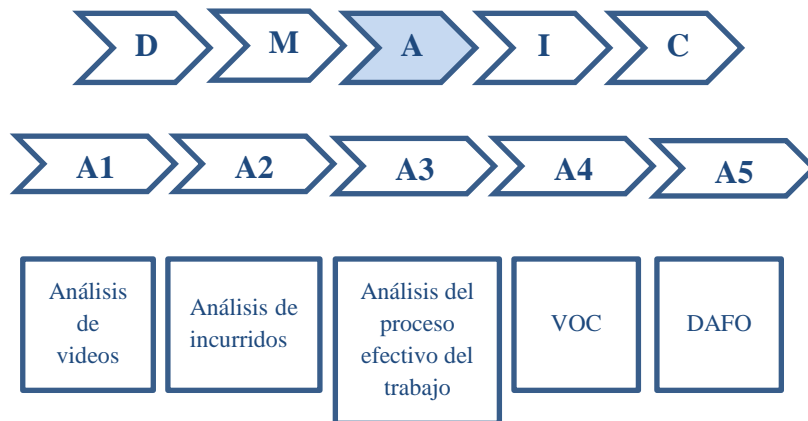 D M A I C
A1 A2 A3 A4 A5
Análisis
de
videos
Análisis de
incurridos
Análisis del
proceso
efectivo del
trabajo
VOC
DAFO